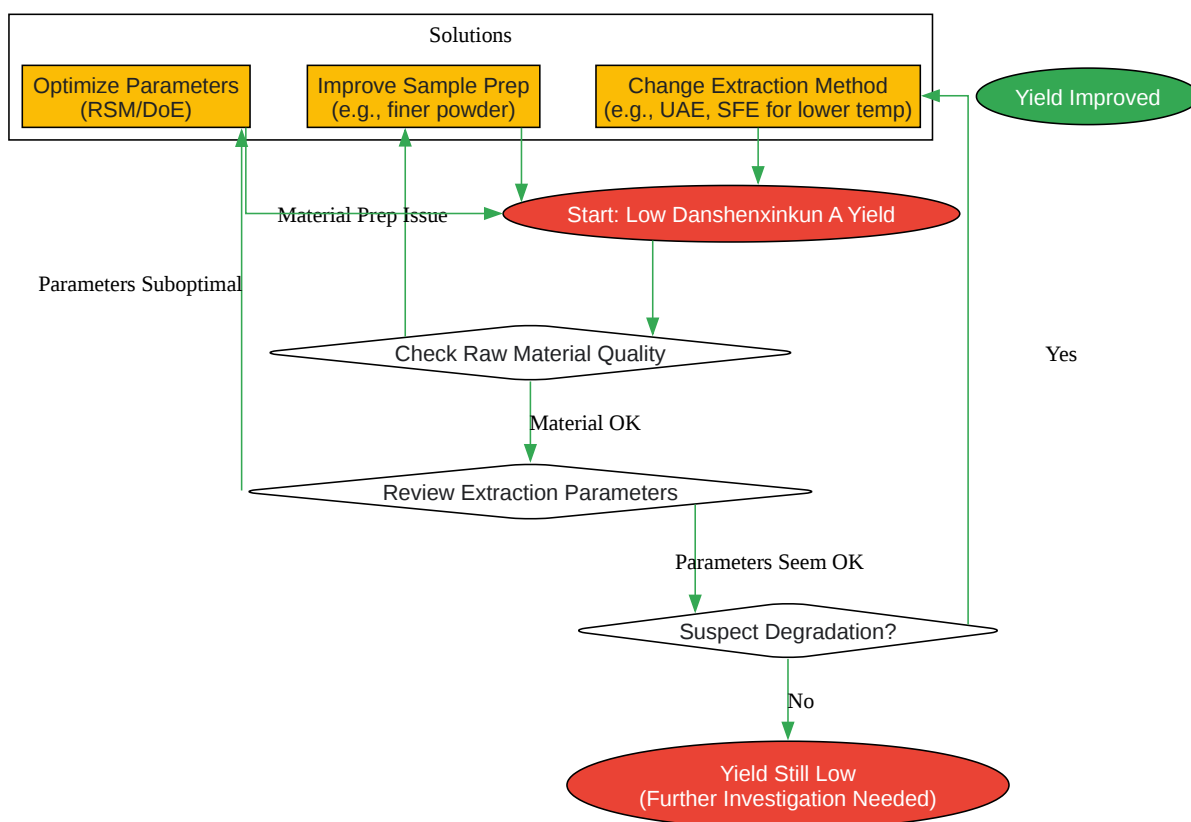 Solutions
Optimize Parameters
(RSM/DoE)
Improve Sample Prep
(e.g., finer powder)
Change Extraction Method
(e.g., UAE, SFE for lower temp)
Yield Improved
Material Prep Issue
Start: Low Danshenxinkun A Yield
Parameters Suboptimal
Check Raw Material Quality
Yes
Material OK
Review Extraction Parameters
Parameters Seem OK
Suspect Degradation?
No
Yield Still Low
(Further Investigation Needed)